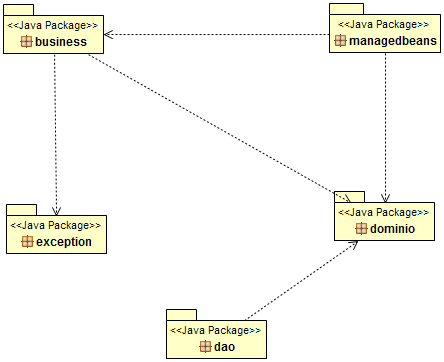 <<Java Package>>
business
<<Java Package>>
managedbeans
<<Java Package>>
exception
<<Java Package>>
dominio
<<Java Package>>
dao